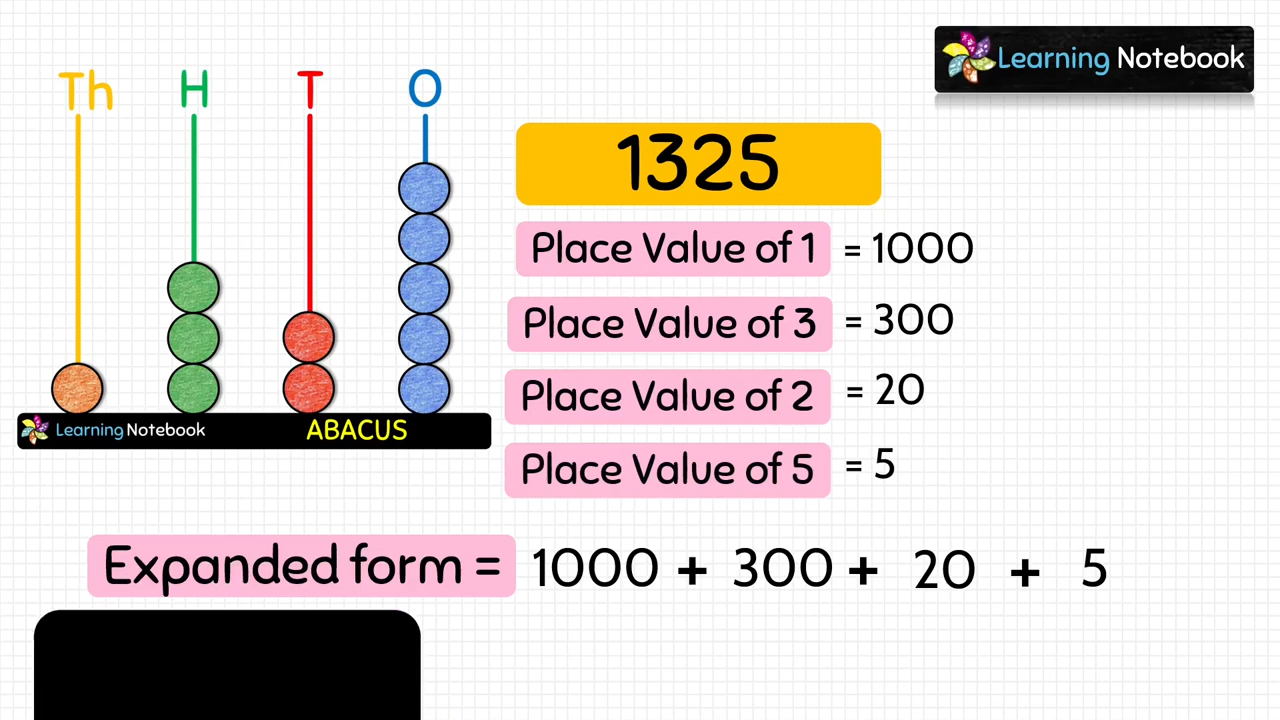 Th H T O
Learning Notebook
1325
Place Value of 1 = 1000
Place Value of 3 = 300
Place Value of 2 = 20
Place Value of 5 = 5
Learning Notebook ABACUS
Expanded form = 1000 + 300 + 20 + 5